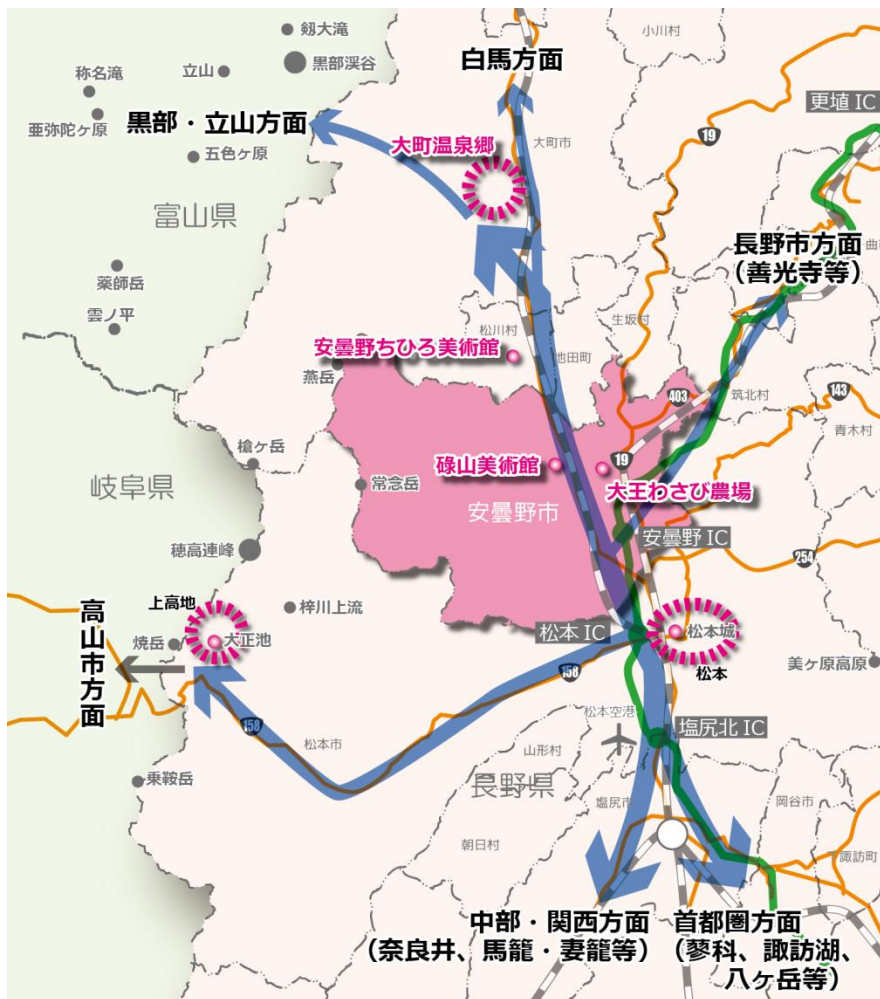 剱大滝
黒部渓谷
称名滝
立山
亜弥陀ヶ原
五色ヶ原
黒部・立山方面
白馬方面
小川村
更埴 IC
19
大町市
大町温泉郷
富山県
長野市方面
（善光寺等）
薬師岳
雲ノ平
松川村
生坂村
安曇野ちひろ美術館
池田町
燕岳
403
筑北村
143
青木村
槍ヶ岳
常念岳
碌山美術館
19
大王わさび農場
岐阜県
安曇野市
安曇野 IC
穂高連峰
254
上高地
梓川上流
大正池
焼岳
松本 IC
松本城
松本
美ヶ原高原
高山市方面
158
158
松本市
松本空港
塩尻北 IC
乗鞍岳
山形村
長野県
塩尻市
岡谷市
朝日村
下諏訪町
中部・関西方面
（奈良井、馬籠・妻籠等）
首都圏方面
（蓼科、諏訪湖、
八ヶ岳等）